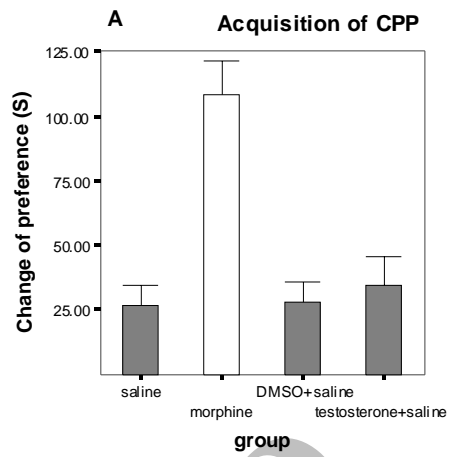 A
Acquisition of CPP
Change of preference (S)
125.00
100.00
75.00
50.00
25.00
saline
morphine
DMSO+saline
testosterone+saline
group